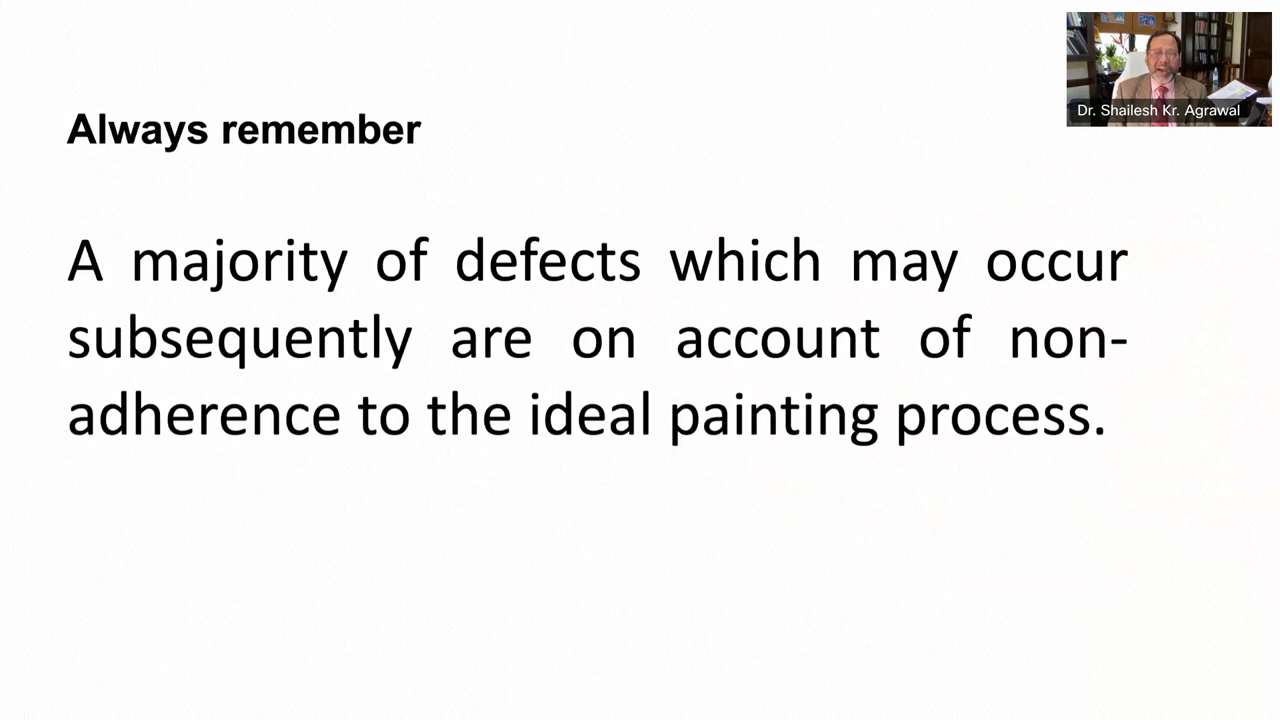 Dr. Shailesh Kr. Agrawal
Always remember
A majority of defects which may occur
subsequently are on account of non-
adherence to the ideal painting process.